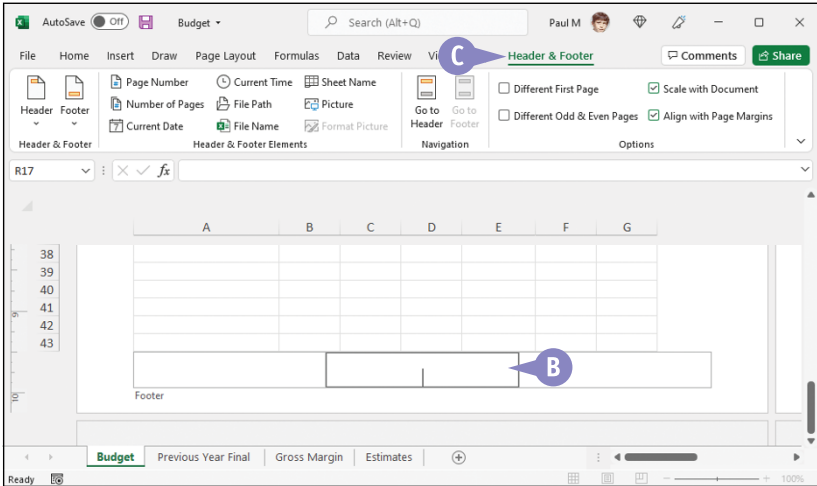 AutoSave Off Budget Search (Alt+Q) Paul M
File Home Insert Draw Page Layout Formulas Data Review C Header & Footer Comments Share
Page Number Current Time Sheet Name Different First Page Scale with Document
Header Footer Number of Pages File Path Picture Go to Header Go to Footer Different Odd & Even Pages Align with Page Margins
Current Date File Name Format Picture
Header & Footer Header & Footer Elements Navigation Options
R17 fx
A B C D E F G
38
39
40
41
42
43
B
Footer
9
10
Budget Previous Year Final Gross Margin Estimates
Ready 100%